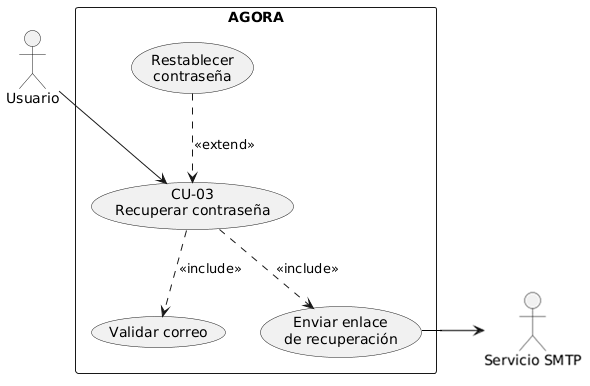 AGORA
Usuario
Restablecer
contraseña
«extend»
CU-03
Recuperar contraseña
«include»
«include»
Validar correo
Enviar enlace
de recuperación
Servicio SMTP